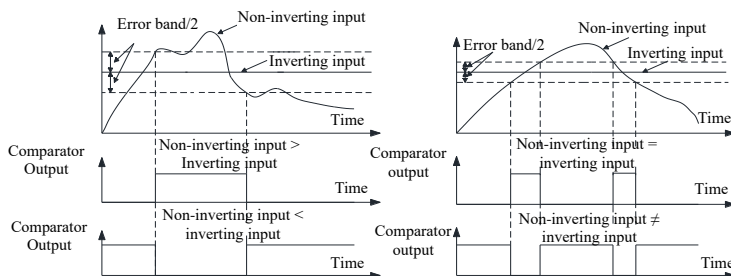 Error band/2
Non-inverting input
Inverting input
Time
Comparator
Output
Non-inverting input >
Inverting input
Time
Comparator
Output
Non-inverting input <
inverting input
Time
Error band/2
Non-inverting input
Inverting input
Time
Comparator
output
Non-inverting input =
inverting input
Time
Comparator
output
Non-inverting input ≠
inverting input
Time